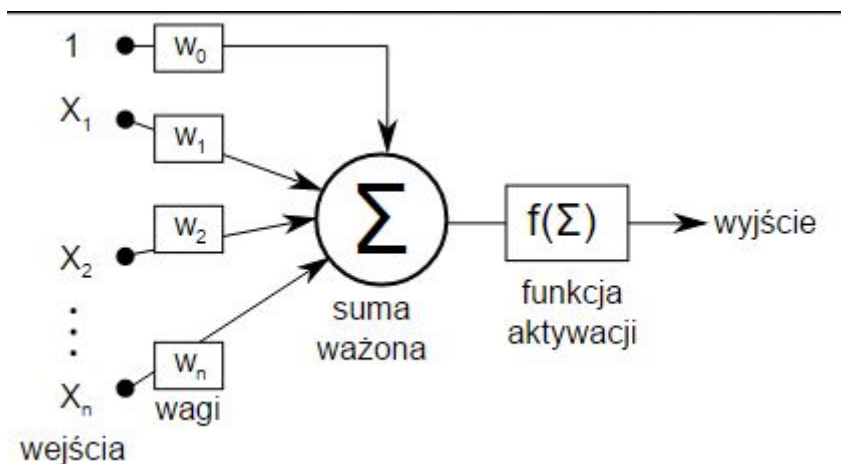 1
w₀
X₁
w₁
X₂
w₂
Xₙ
wₙ
wejścia
wagi
Σ
suma
ważona
f(Σ)
funkcja
aktywacji
wyjście